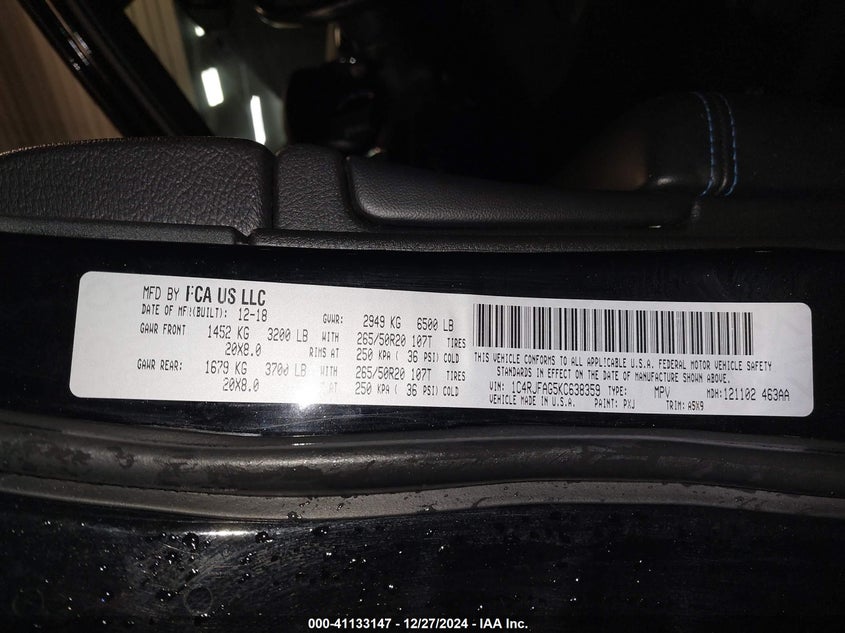 MFD BY FCA US LLC
DATE OF MFR(BUILT): 12-18 GVWR: 2949 KG 6500 LB
GAWR FRONT 1452 KG 3200 LB WITH 265/50R20 107T TIRES
20X8.0 RIMS AT 250 KPA ( 36 PSI) COLD
GAWR REAR: 1679 KG 3700 LB WITH 265/50R20 107T TIRES
20X8.0 AT 250 KPA ( 36 PSI) COLD
THIS VEHICLE CONFORMS TO ALL APPLICABLE U.S.A. FEDERAL MOTOR VEHICLE SAFETY
STANDARDS IN EFFECT ON THE DATE OF MANUFACTURE SHOWN ABOVE.
VIN: 1C4RJFAG5KC638359 TYPE: MPV MDH:121102 463AA
VEHICLE MADE IN U.S.A. PAINT: PXJ TRIM: A5X9
000-41133147 - 12/27/2024 - IAA Inc.